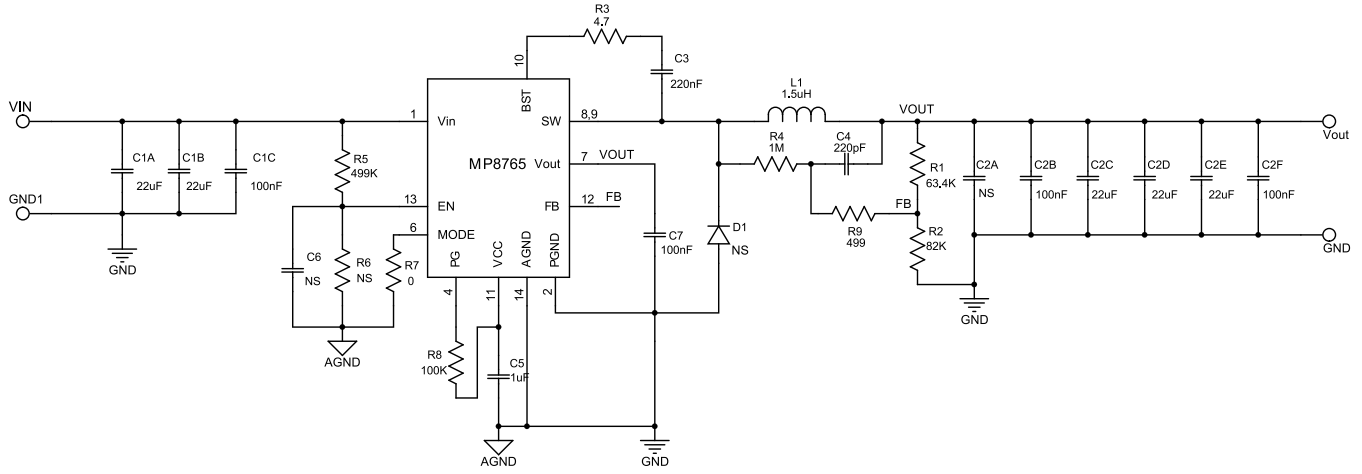 R3
4.7
10
C3
220nF
BST
VIN
1
Vin
SW
8,9
L1
1.5uH
VOUT
Vout
C1A
22uF
C1B
22uF
C1C
100nF
R5
499K
MP8765
Vout
7
VOUT
R4
1M
C4
220pF
R1
63.4K
C2A
NS
C2B
100nF
C2C
22uF
C2D
22uF
C2E
22uF
C2F
100nF
GND1
13
EN
FB
12
FB
FB
R9
499
6
MODE
PG
VCC
AGND
PGND
C7
100nF
D1
NS
R2
82K
GND
GND
C6
NS
R6
NS
R7
0
4
11
14
2
GND
AGND
R8
100K
C5
1uF
AGND
GND